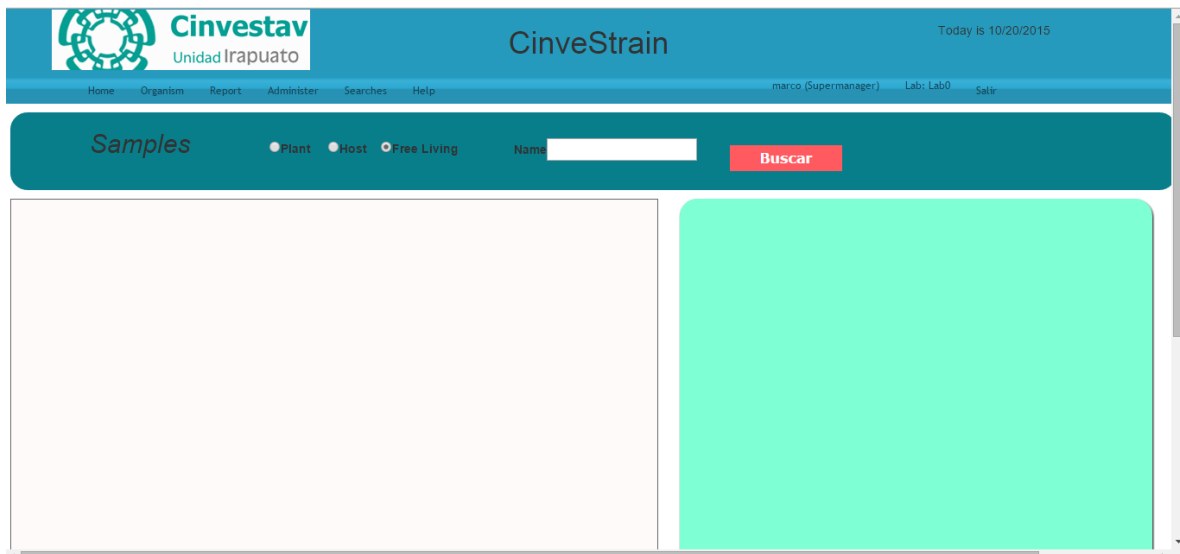 Cinvestav
Unidad Irapuato
CinveStrain
Today is 10/20/2015
Home Organism Report Administer Searches Help marco (Supermanager) Lab: Lab0 Salir
Samples Plant Host Free Living Name Buscar